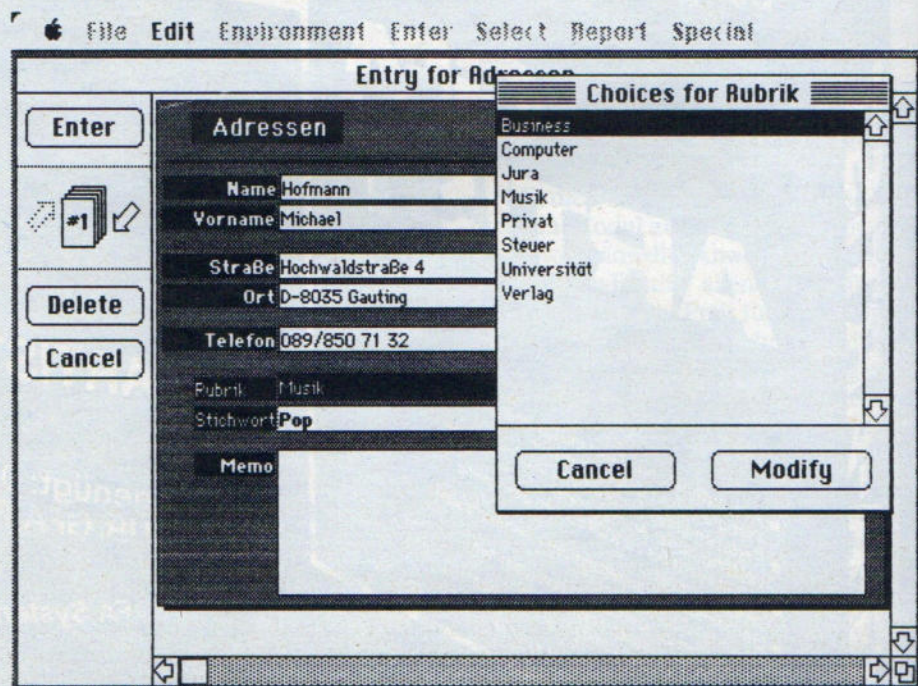 File Edit Environment Enter Select Report Special
Entry for Adressen
Enter
#1
Delete
Cancel
Adressen
Name Hofmann
Vorname Michael
Straße Hochwaldstraße 4
Ort D-8035 Gauting
Telefon 089/850 71 32
Rubrik Musik
Stichwort Pop
Memo
Choices for Rubrik
Business
Computer
Jura
Musik
Privat
Steuer
Universität
Verlag
Cancel Modify